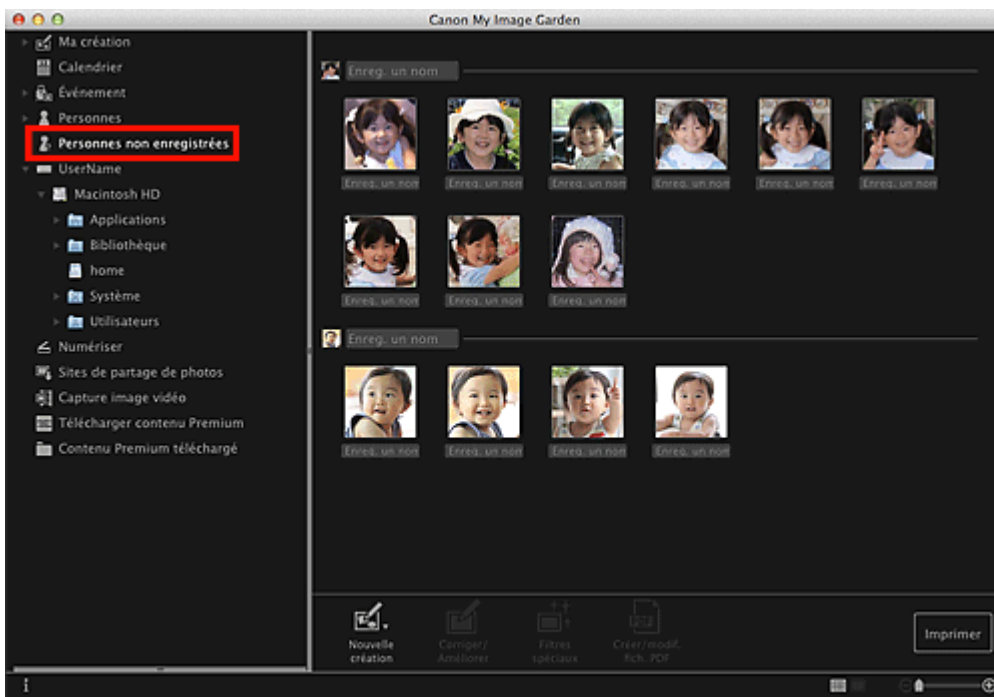 Canon My Image Garden
Ma création
Calendrier
Événement
Personnes
Personnes non enregistrées
UserName
Macintosh HD
Applications
Bibliothèque
home
Système
Utilisateurs
Numériser
Sites de partage de photos
Capture image vidéo
Télécharger contenu Premium
Contenu Premium téléchargé
Enreg. un nom
Enreg. un nom Enreg. un nom Enreg. un nom Enreg. un nom Enreg. un nom Enreg. un nom
Enreg. un nom Enreg. un nom Enreg. un nom
Enreg. un nom
Enreg. un nom Enreg. un nom Enreg. un nom Enreg. un nom
Nouvelle
création
Corriger/
Améliorer
Filtres
spéciaux
Créer/modif.
fich. PDF
Imprimer